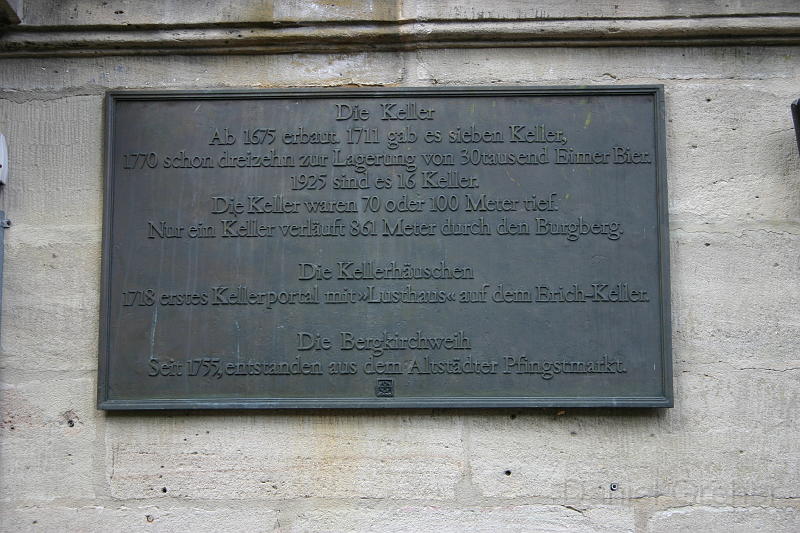 Die Keller
Ab 1675 erbaut. 1711 gab es sieben Keller,
1770 schon dreizehn zur Lagerung von 30tausend Eimer Bier.
1925 sind es 16 Keller.
Die Keller waren 70 oder 100 Meter tief.
Nur ein Keller verläuft 861 Meter durch den Burgberg.
Die Kellerhäuschen
1718 erstes Kellerportal mit »Lusthaus« auf dem Erich-Keller.
Die Bergkirchweih
Seit 1755, entstanden aus dem Altstädter Pfingstmarkt.